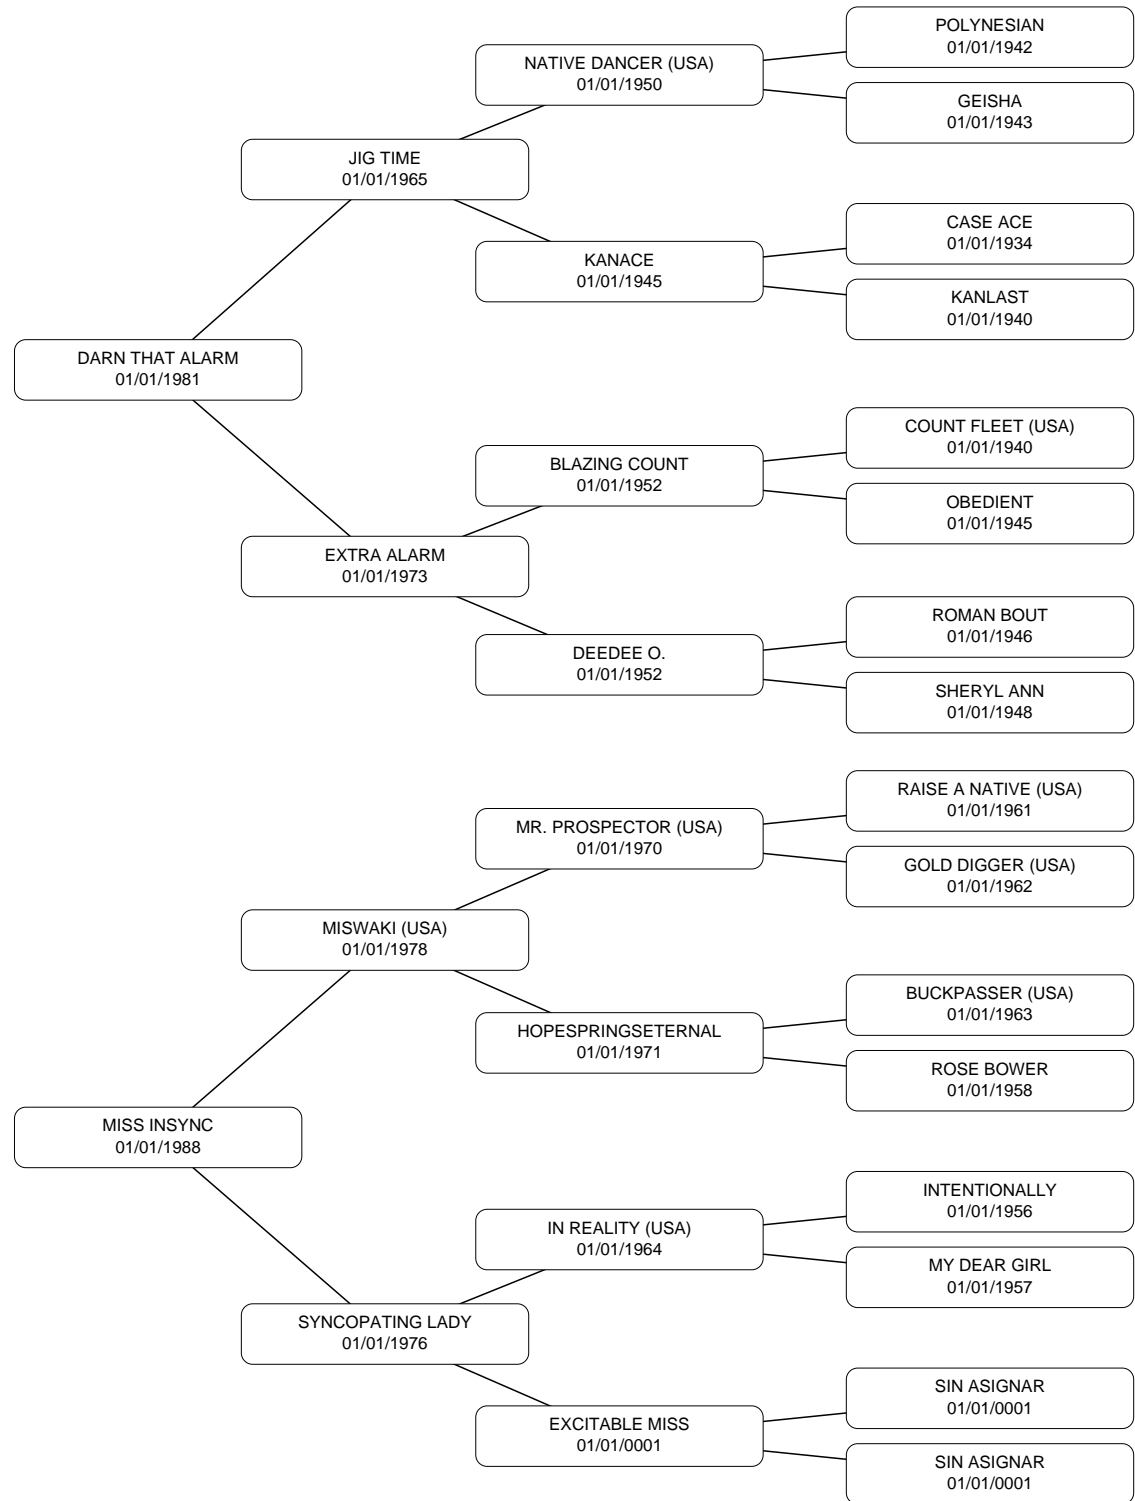 POLYNESIAN
01/01/1942
NATIVE DANCER (USA)
01/01/1950
GEISHA
01/01/1943
JIG TIME
01/01/1965
CASE ACE
01/01/1934
KANACE
01/01/1945
KANLAST
01/01/1940
DARN THAT ALARM
01/01/1981
COUNT FLEET (USA)
01/01/1940
BLAZING COUNT
01/01/1952
OBEDIENT
01/01/1945
EXTRA ALARM
01/01/1973
ROMAN BOUT
01/01/1946
DEEDEE O.
01/01/1952
SHERYL ANN
01/01/1948
RAISE A NATIVE (USA)
01/01/1961
MR. PROSPECTOR (USA)
01/01/1970
GOLD DIGGER (USA)
01/01/1962
MISWAKI (USA)
01/01/1978
BUCKPASSER (USA)
01/01/1963
HOPESPRINGSETERNAL
01/01/1971
ROSE BOWER
01/01/1958
MISS INSYNC
01/01/1988
INTENTIONALLY
01/01/1956
IN REALITY (USA)
01/01/1964
MY DEAR GIRL
01/01/1957
SYNCOPATING LADY
01/01/1976
SIN ASIGNAR
01/01/0001
EXCITABLE MISS
01/01/0001
SIN ASIGNAR
01/01/0001